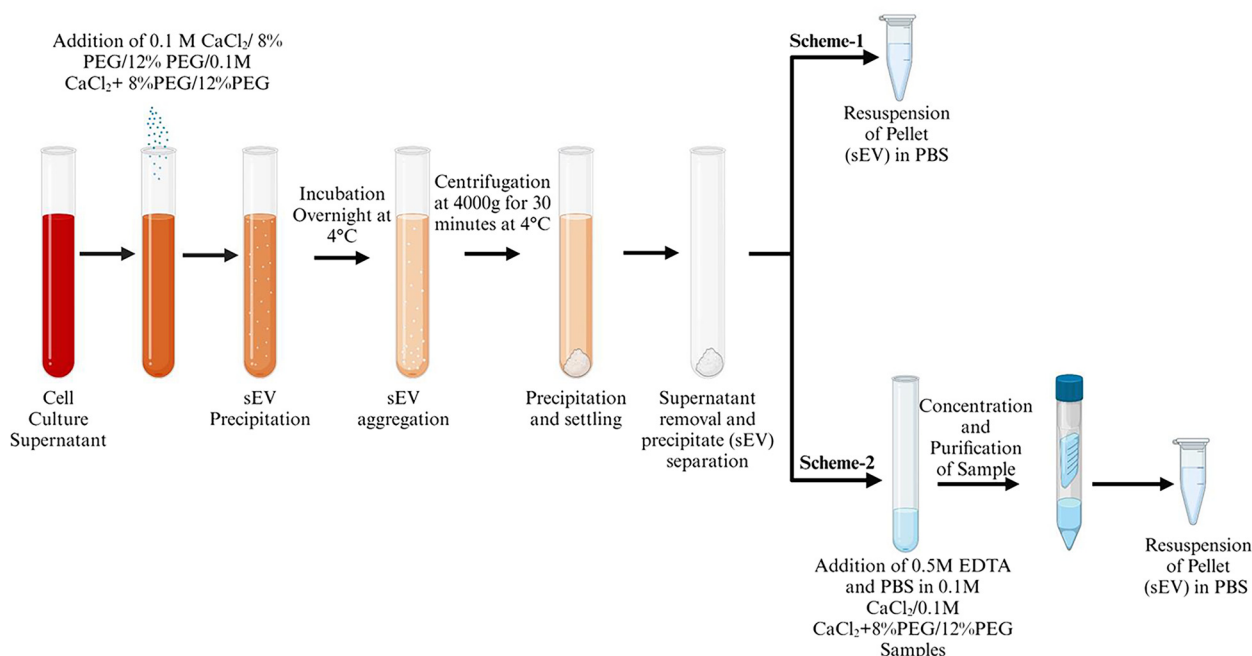 Addition of 0.1 M CaCl₂/ 8%
PEG/12% PEG/0.1M
CaCl₂+ 8%PEG/12%PEG
Cell
Culture
Supernatant
sEV
Precipitation
Incubation
Overnight at
4°C
sEV
aggregation
Centrifugation
at 4000g for 30
minutes at 4°C
Precipitation
and settling
Supernatant
removal and
precipitate (sEV)
separation
Scheme-1
Resuspension
of Pellet
(sEV) in PBS
Scheme-2
Addition of 0.5M EDTA
and PBS in 0.1M
CaCl₂/0.1M
CaCl₂+8%PEG/12%PEG
Samples
Concentration
and
Purification
of Sample
Resuspension
of Pellet
(sEV) in PBS